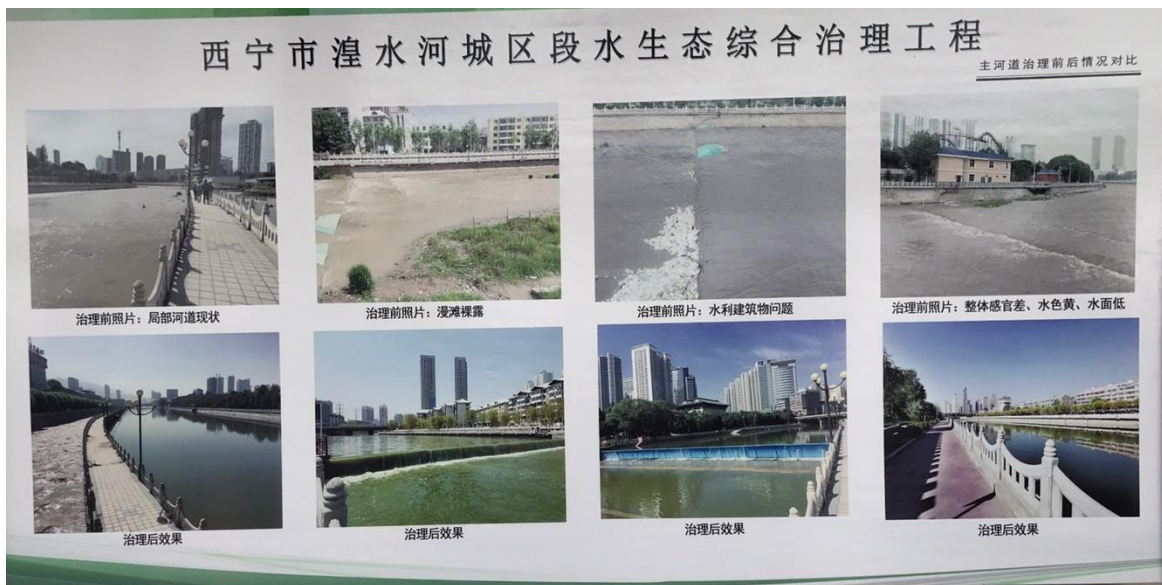 西宁市湟水河城区段水生态综合治理工程
主河道治理前后情况对比
治理前照片：局部河道现状
治理前照片：漫滩裸露
治理前照片：水利建筑物问题
治理前照片：整体感官差、水色黄、水面低
治理后效果
治理后效果
治理后效果
治理后效果